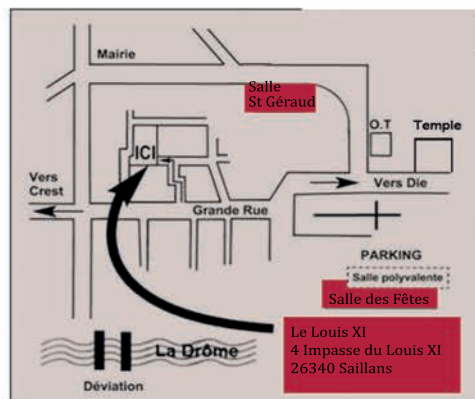 Mairie
Salle
St Géraud
O.T
Temple
ICI
Vers
Crest
Vers Die
Grande Rue
PARKING
Salle polyvalente
Salle des Fêtes
Le Louis XI
4 Impasse du Louis XI
26340 Saillans
La Drôme
Déviation